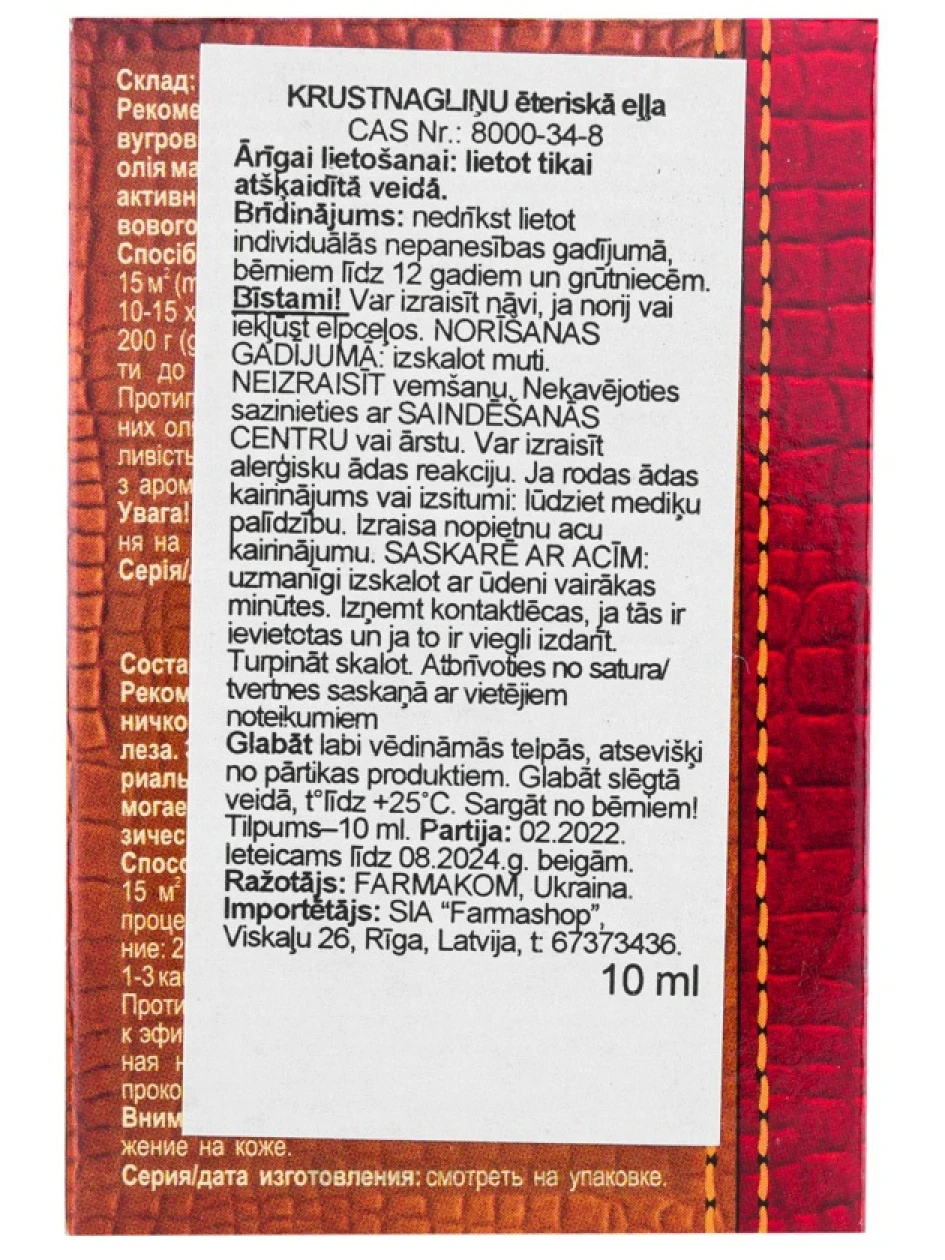 KRUSTNAGLIŅU ēteriskā eļļa
CAS Nr.: 8000-34-8
Ārīgai lietošanai: lietot tikai
atšķaidītā veidā.
Brīdinājums: nedrīkst lietot
individuālās nepanesības gadījumā,
bērniem līdz 12 gadiem un grūtniecēm.
Bīstami! Var izraisīt nāvi, ja norij vai
iekļūst elpceļos. NORĪŠANAS
GADĪJUMĀ: izskalot muti.
NEIZRAISĪT vemšanu. Nekavējoties
sazinieties ar SAINDĒŠANĀS
CENTRU vai ārstu. Var izraisīt
alerģisku ādas reakciju. Ja rodas ādas
kairinājums vai izsitumi: lūdziet mediķu
palīdzību. Izraisa nopietnu acu
kairinājumu. SASKARĒ AR ACĪM:
uzmanīgi izskalot ar ūdeni vairākas
minūtes. Izņemt kontaktlēcas, ja tās ir
ievietotas un ja to ir viegli izdarīt.
Turpināt skalot. Atbrīvoties no satura/
tvertnes saskaņā ar vietējiem
noteikumiem
Glabāt labi vēdināmās telpās, atsevišķi
no pārtikas produktiem. Glabāt slēgtā
veidā, t°līdz +25°C. Sargāt no bērniem!
Tilpums–10 ml. Partija: 02.2022.
Ieteicams līdz 08.2024.g. beigām.
Ražotājs: FARMAKOM, Ukraina.
Importētājs: SIA “Farmashop”,
Viskaļu 26, Rīga, Latvija, t: 67373436.
10 ml
Склад:
Рекоме
вугров
олія ма
активн
вового
Спосіб
15 м² (m
10-15 х
200 г (g
ти до
Протип
них олі
ливість
з аром
Увага!
ня на
Серія/
Соста
Реком
ничко
леза.
риаль
могае
зичес
Спосо
15 м²
проце
ние: 2
1-3 ка
Проти
к эфи
ная н
проко
Вним
жение на коже.
Серия/дата изготовления: смотреть на упаковке.